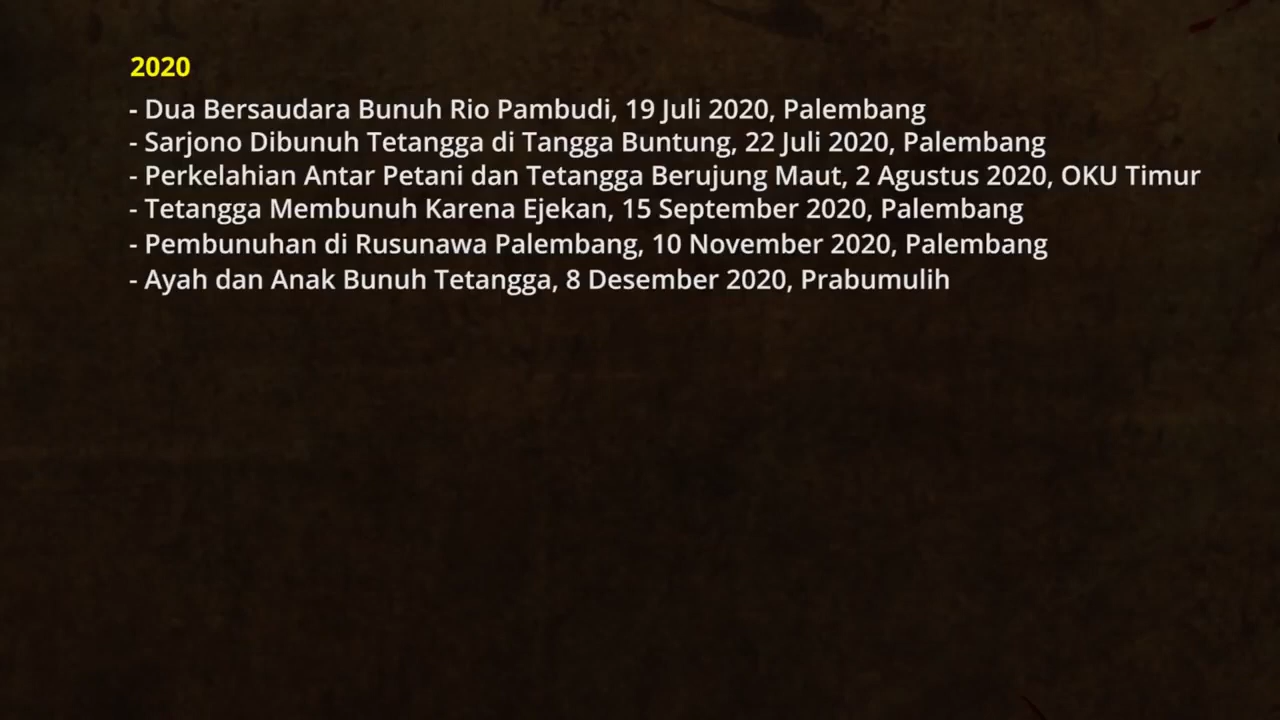 2020
- Dua Bersaudara Bunuh Rio Pambudi, 19 Juli 2020, Palembang
- Sarjono Dibunuh Tetangga di Tangga Buntung, 22 Juli 2020, Palembang
- Perkelahian Antar Petani dan Tetangga Berujung Maut, 2 Agustus 2020, OKU Timur
- Tetangga Membunuh Karena Ejekan, 15 September 2020, Palembang
- Pembunuhan di Rusunawa Palembang, 10 November 2020, Palembang
- Ayah dan Anak Bunuh Tetangga, 8 Desember 2020, Prabumulih